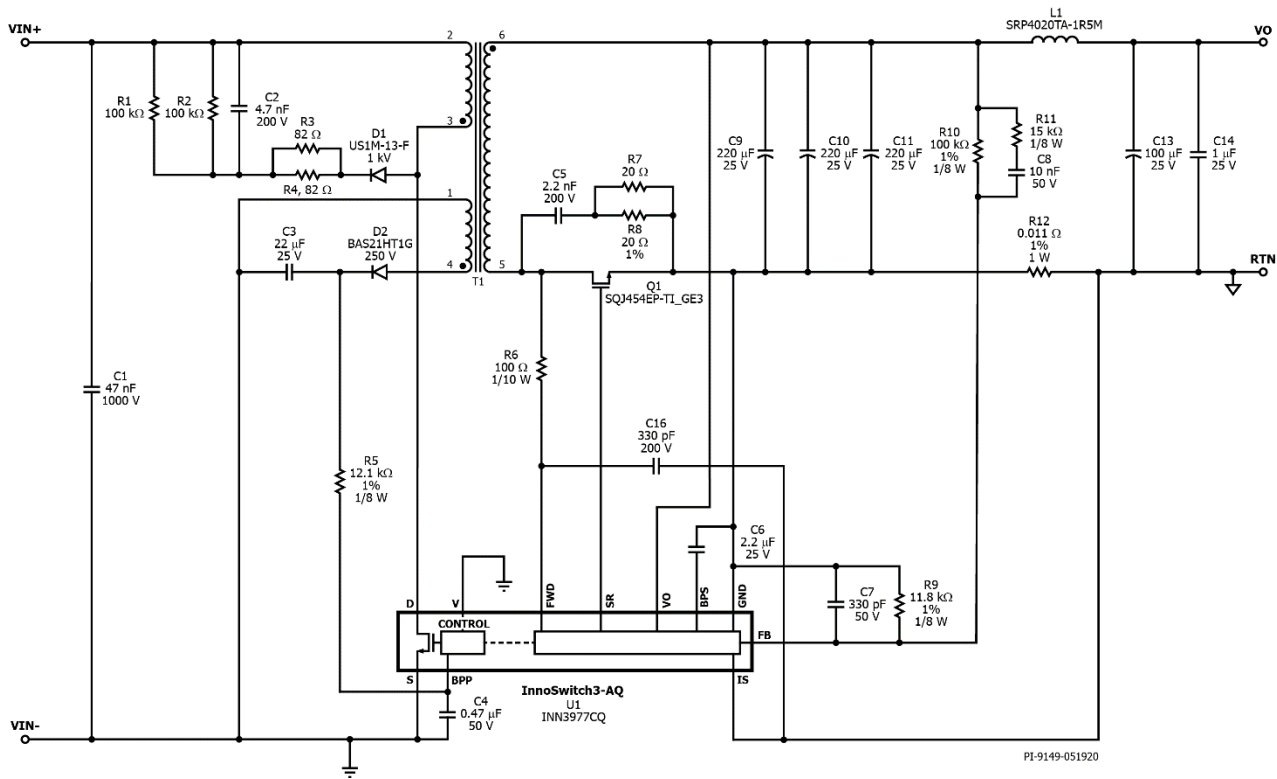 VIN+
2
6
L1
SRP4020TA-1R5M
VO
R1
100 kΩ
R2
100 kΩ
C2
4.7 nF
200 V
R3
82 Ω
D1
US1M-13-F
1 kV
3
R4, 82 Ω
C9
220 μF
25 V
C10
220 μF
25 V
C11
220 μF
25 V
R10
100 kΩ
1%
1/8 W
R11
15 kΩ
1/8 W
C8
10 nF
50 V
C13
100 μF
25 V
C14
1 μF
25 V
1
C5
2.2 nF
200 V
R7
20 Ω
R8
20 Ω
1%
C3
22 μF
25 V
D2
BAS21HT1G
250 V
4
T1
5
Q1
SQJ454EP-TI_GE3
R12
0.011 Ω
1%
1 W
RTN
C1
47 nF
1000 V
R6
100 Ω
1/10 W
C16
330 pF
200 V
R5
12.1 kΩ
1%
1/8 W
C6
2.2 μF
25 V
D
V
FWD
SR
VO
BPS
GND
CONTROL
FB
C7
330 pF
50 V
R9
11.8 kΩ
1%
1/8 W
S
BPP
IS
InnoSwitch3-AQ
U1
INN3977CQ
C4
0.47 μF
50 V
VIN-
PI-9149-051920